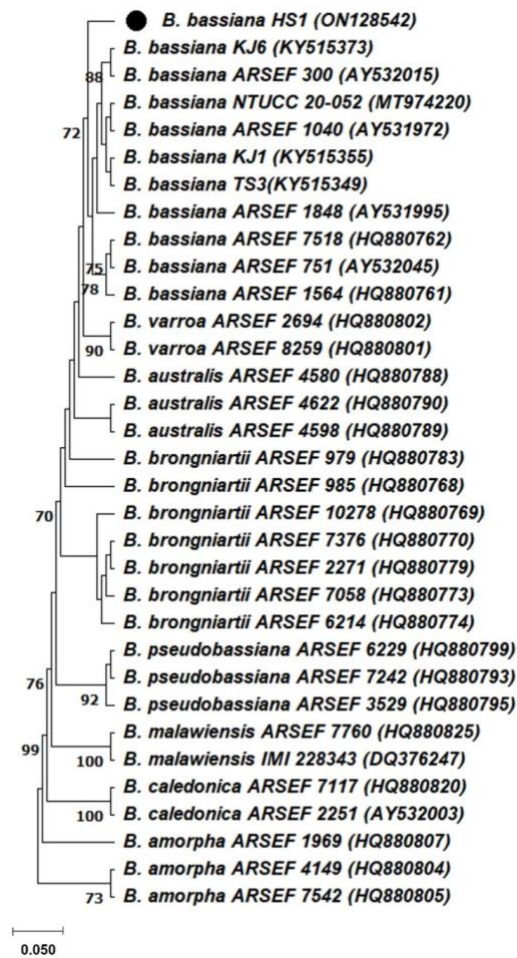 B. bassiana HS1 (ON128542)
B. bassiana KJ6 (KY515373)
88
B. bassiana ARSEF 300 (AY532015)
B. bassiana NTUCC 20-052 (MT974220)
72
B. bassiana ARSEF 1040 (AY531972)
B. bassiana KJ1 (KY515355)
B. bassiana TS3(KY515349)
B. bassiana ARSEF 1848 (AY531995)
B. bassiana ARSEF 7518 (HQ880762)
75
B. bassiana ARSEF 751 (AY532045)
78
B. bassiana ARSEF 1564 (HQ880761)
B. varroa ARSEF 2694 (HQ880802)
90
B. varroa ARSEF 8259 (HQ880801)
B. australis ARSEF 4580 (HQ880788)
B. australis ARSEF 4622 (HQ880790)
B. australis ARSEF 4598 (HQ880789)
B. brongniartii ARSEF 979 (HQ880783)
B. brongniartii ARSEF 985 (HQ880768)
70
B. brongniartii ARSEF 10278 (HQ880769)
B. brongniartii ARSEF 7376 (HQ880770)
B. brongniartii ARSEF 2271 (HQ880779)
B. brongniartii ARSEF 7058 (HQ880773)
B. brongniartii ARSEF 6214 (HQ880774)
B. pseudobassiana ARSEF 6229 (HQ880799)
76
B. pseudobassiana ARSEF 7242 (HQ880793)
92
B. pseudobassiana ARSEF 3529 (HQ880795)
B. malawiensis ARSEF 7760 (HQ880825)
99
100
B. malawiensis IMI 228343 (DQ376247)
B. caledonica ARSEF 7117 (HQ880820)
100
B. caledonica ARSEF 2251 (AY532003)
B. amorpha ARSEF 1969 (HQ880807)
B. amorpha ARSEF 4149 (HQ880804)
73
B. amorpha ARSEF 7542 (HQ880805)
0.050